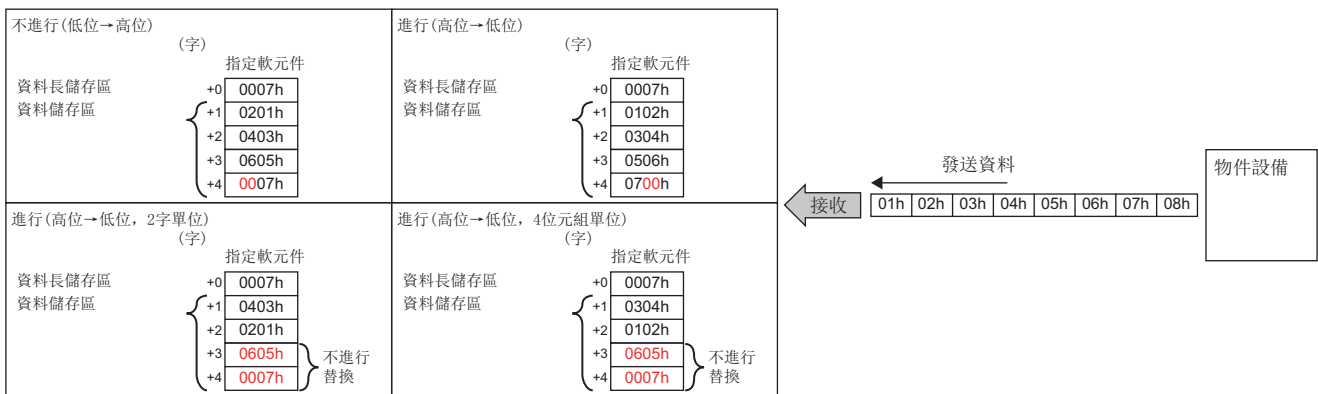 不進行(低位→高位)
(字)
指定軟元件
資料長儲存區 +0 0007h
資料儲存區 +1 0201h
+2 0403h
+3 0605h
+4 0007h
進行(高位→低位)
(字)
指定軟元件
資料長儲存區 +0 0007h
資料儲存區 +1 0102h
+2 0304h
+3 0506h
+4 0700h
進行(高位→低位, 2字單位)
(字)
指定軟元件
資料長儲存區 +0 0007h
資料儲存區 +1 0403h
+2 0201h
+3 0605h
+4 0007h
不進行
替換
進行(高位→低位, 4位元組單位)
(字)
指定軟元件
資料長儲存區 +0 0007h
資料儲存區 +1 0304h
+2 0102h
+3 0605h
+4 0007h
不進行
替換
發送資料
接收 01h 02h 03h 04h 05h 06h 07h 08h
物件設備